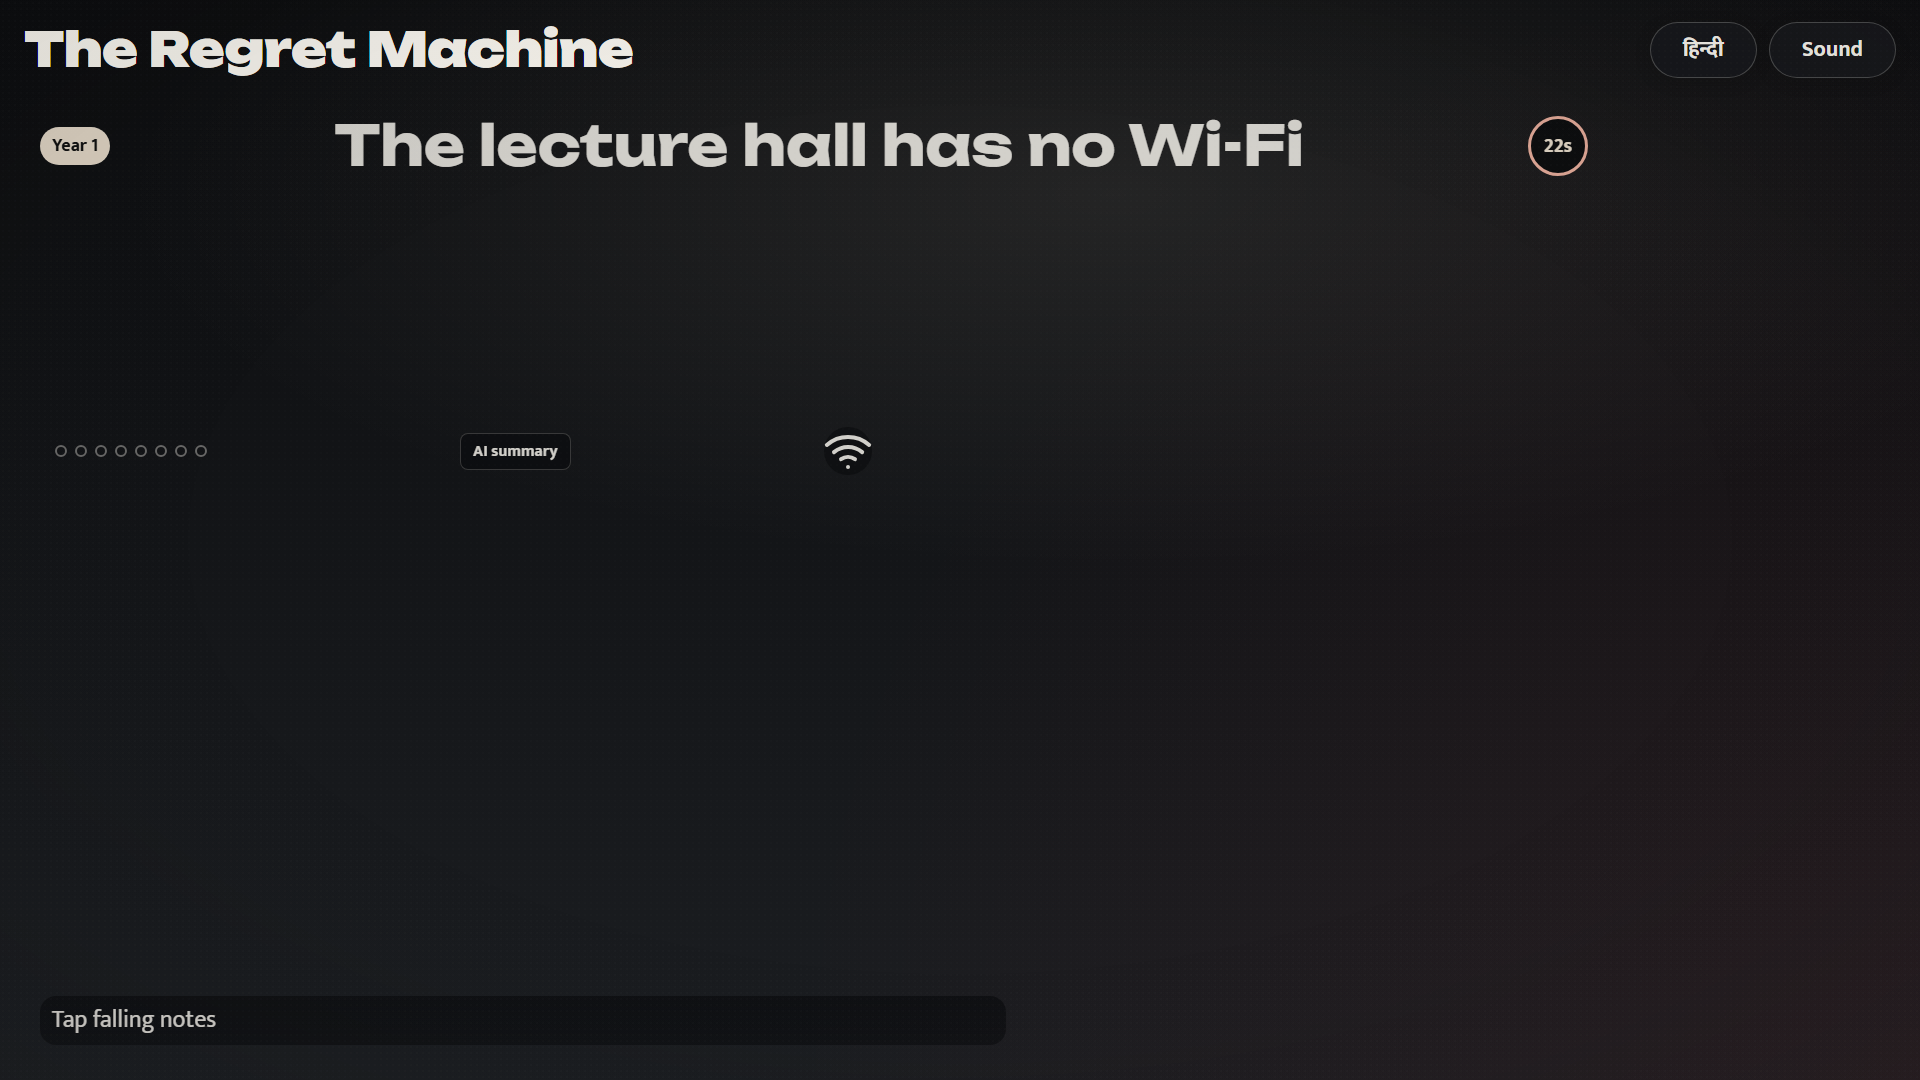 The Regret Machine
हिन्दी
Sound
Year 1
The lecture hall has no Wi-Fi
22s
AI summary
Tap falling notes